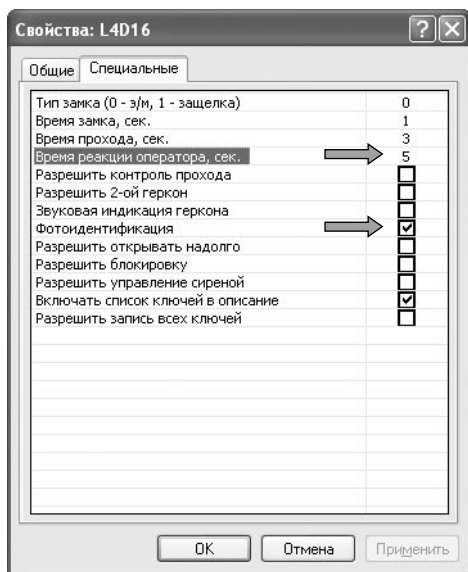 Свойства: L4D16
Общие Специальные
Тип замка (0 - э/м, 1 - защелка) 0
Время замка, сек. 1
Время прохода, сек. 3
Время реакции оператора, сек. 5
Разрешить контроль прохода
Разрешить 2-ой геркон
Звуковая индикация геркона
Фотоидентификация
Разрешить открывать надолго
Разрешить блокировку
Разрешить управление сиреной
Включать список ключей в описание
Разрешить запись всех ключей
OK Отмена Применить